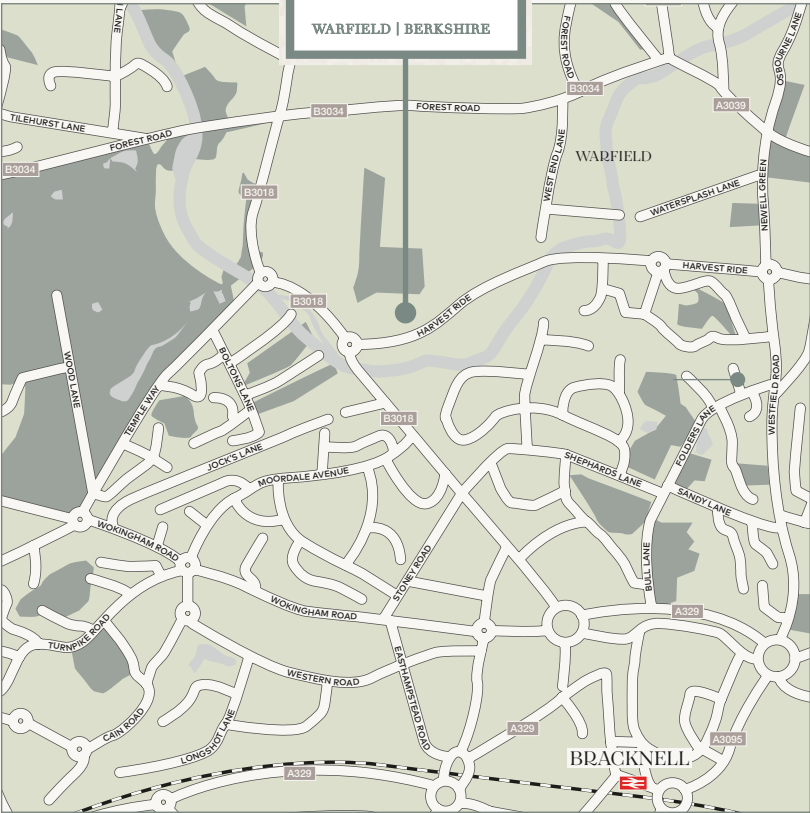 LANE
WARFIELD | BERKSHIRE
FOREST ROAD
OSBOURNE LANE
B3034
A3039
B3034
FOREST ROAD
TILEHURST LANE
FOREST ROAD
B3034
WARFIELD
WEST END LANE
B3018
WATERSPLASH LANE
NEWELL GREEN
HARVEST RIDE
B3018
HARVEST RIDE
WOOD LANE
BOLTONS LANE
TEMPLE WAY
WESTFIELD ROAD
B3018
FOLDERS LANE
JOCK'S LANE
MOORDALE AVENUE
SHEPHARDS LANE
SANDY LANE
WOKINGHAM ROAD
STONEY ROAD
BULL LANE
WOKINGHAM ROAD
A329
TURNPIKE ROAD
WESTERN ROAD
EASTHAMPSTEAD ROAD
CAIN ROAD
LONGSHOT LANE
A329
A3095
BRACKNELL
A329